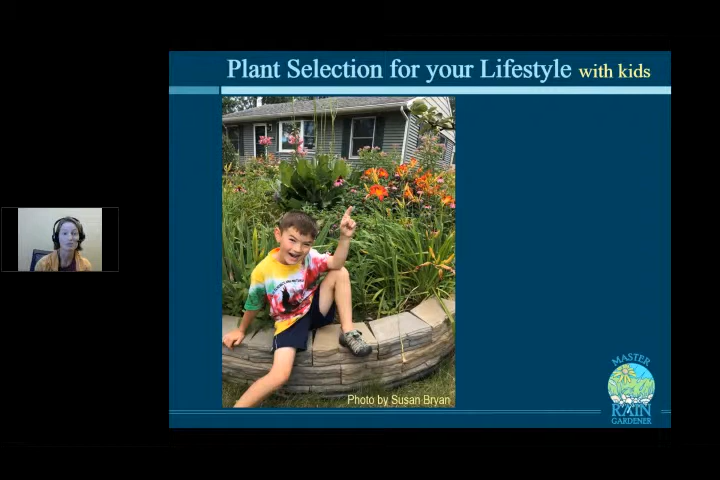 Plant Selection for your Lifestyle with kids
Photo by Susan Bryan
MASTER
RAIN
GARDENER